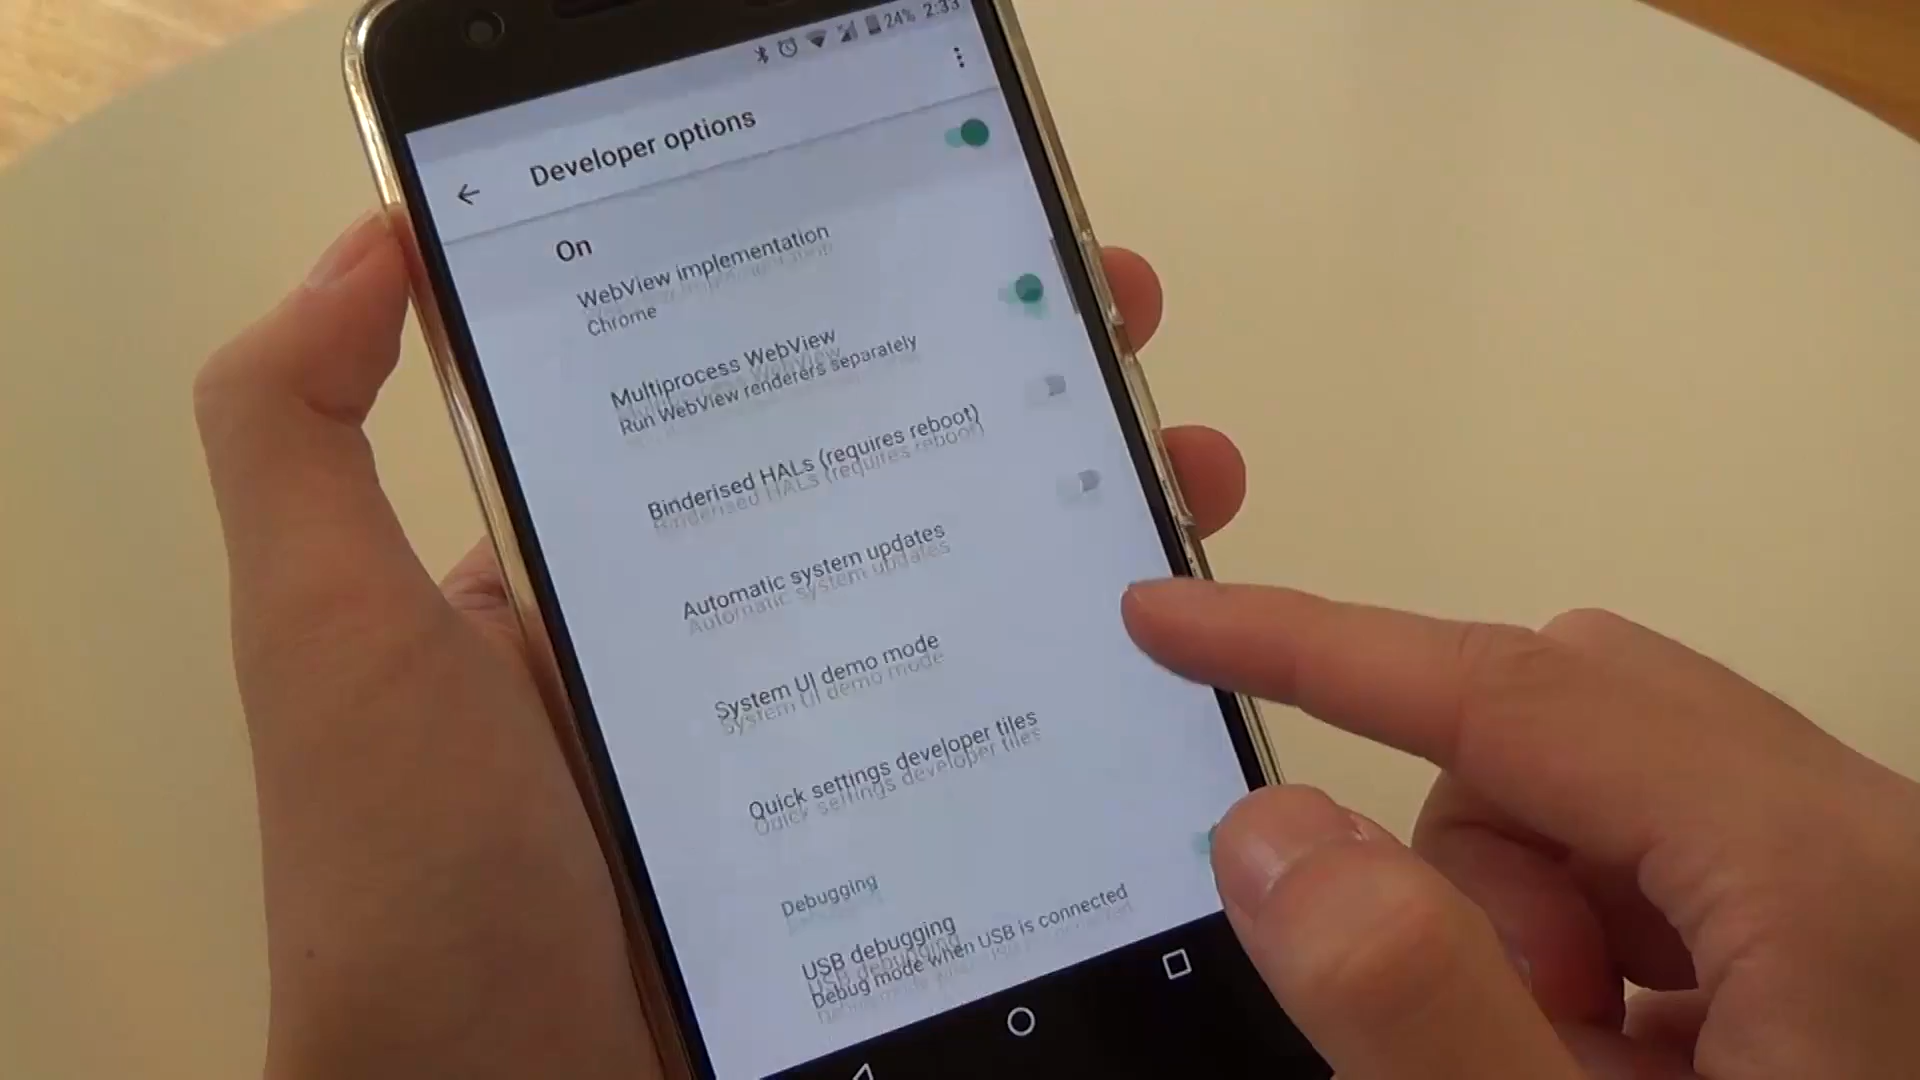 24% 2:33
Developer options
On
WebView implementation
Chrome
Multiprocess WebView
Run WebView renderers separately
Binderised HALs (requires reboot)
Automatic system updates
System UI demo mode
Quick settings developer tiles
Debugging
USB debugging
Debug mode when USB is connected